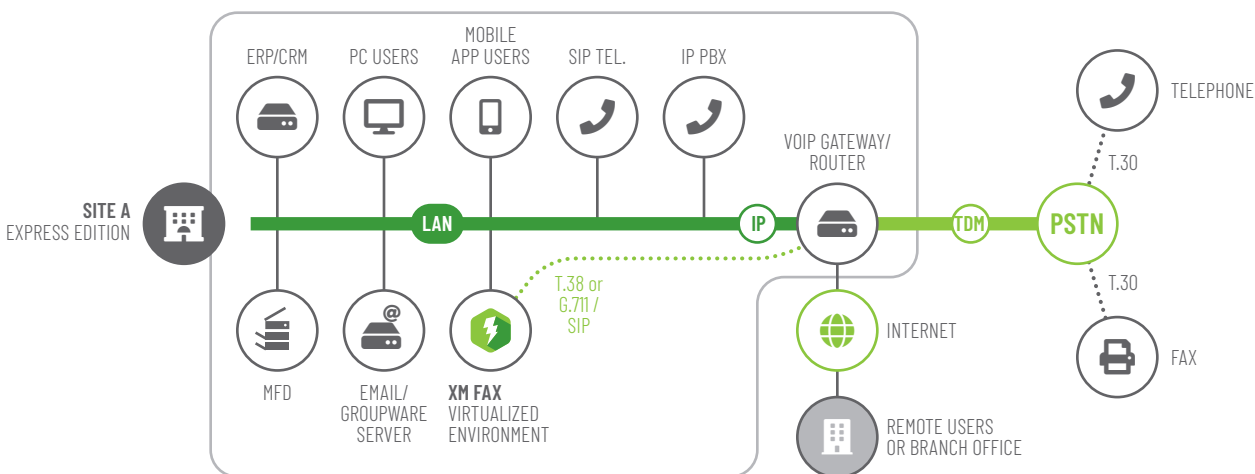 ERP/CRM
PC USERS
MOBILE
APP USERS
SIP TEL.
IP PBX
VOIP GATEWAY/
ROUTER
TELEPHONE
T.30
SITE A
EXPRESS EDITION
LAN
IP
TDM
PSTN
T.38 or
G.711 /
SIP
T.30
@
INTERNET
FAX
MFD
EMAIL/
GROUPWARE
SERVER
XM FAX
VIRTUALIZED
ENVIRONMENT
REMOTE USERS
OR BRANCH OFFICE